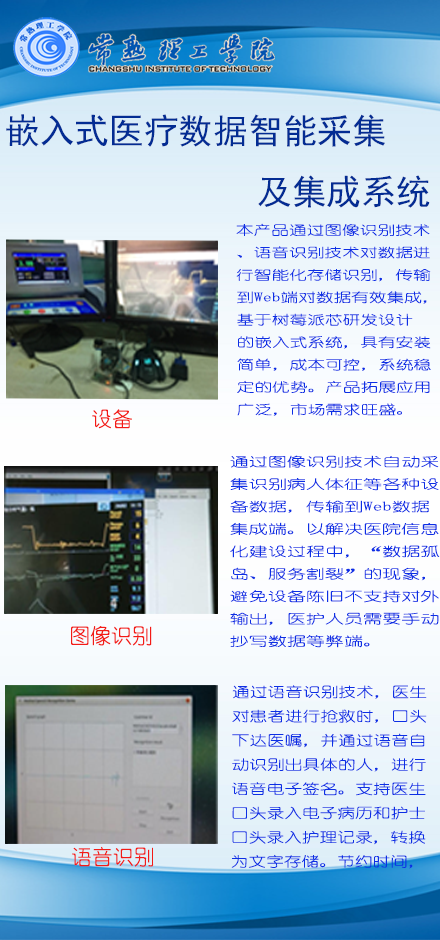 常熟理工学院
CHANGSHU INSTITUTE OF TECHNOLOGY
常熟理工学院
CHANGSHU INSTITUTE OF TECHNOLOGY
嵌入式医疗数据智能采集
及集成系统
本产品通过图像识别技术
、语音识别技术对数据进
行智能化存储识别，传输
到Web端对数据有效集成，
基于树莓派芯研发设计
的嵌入式系统，具有安装
简单，成本可控，系统稳
定的优势。产品拓展应用
广泛，市场需求旺盛。
设备
通过图像识别技术自动采
集识别病人体征等各种设
备数据，传输到Web数据
集成端。以解决医院信息
化建设过程中，“数据孤
岛、服务割裂”的现象，
避免设备陈旧不支持对外
输出，医护人员需要手动
抄写数据等弊端。
图像识别
通过语音识别技术，医生
对患者进行抢救时，口头
下达医嘱，并通过语音自
动识别出具体的人，进行
语音电子签名。支持医生
口头录入电子病历和护士
口头录入护理记录，转换
为文字存储。节约时间，
语音识别